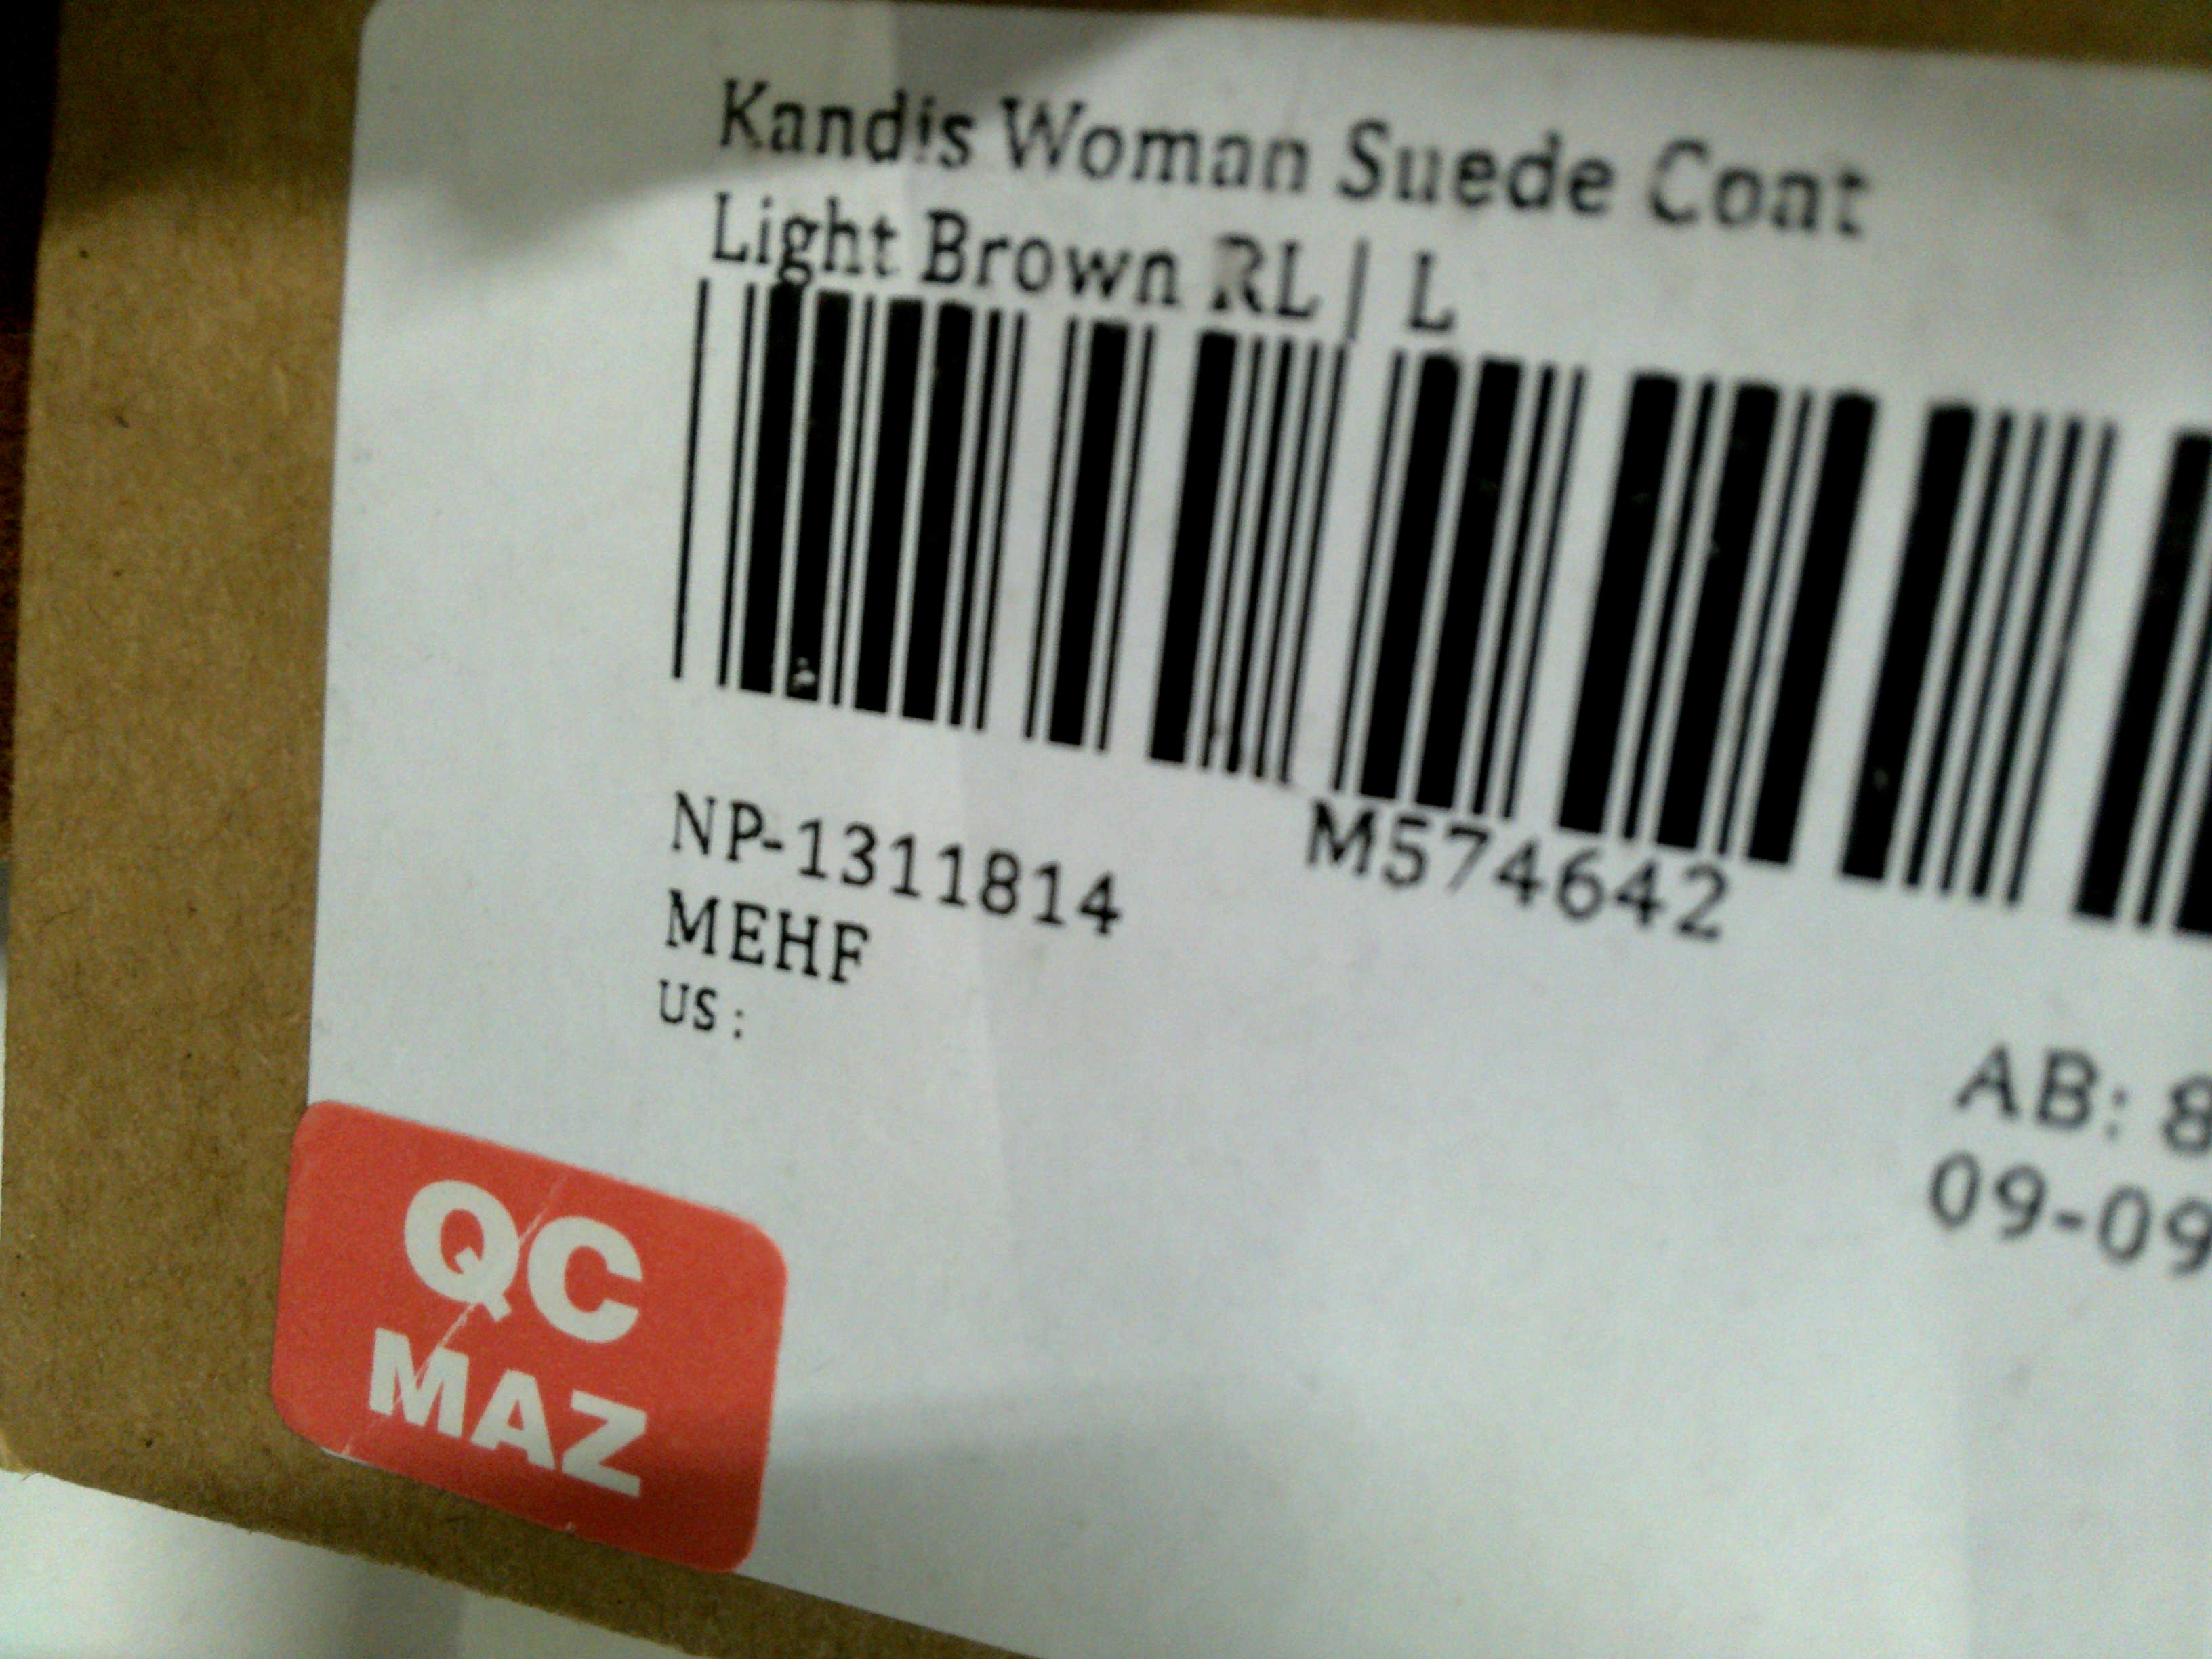 Kandis Woman Suede Coat
Light Brown RL | L
NP-1311814
M574642
MEHF
US :
AB: 8
09-09
QC
MAZ